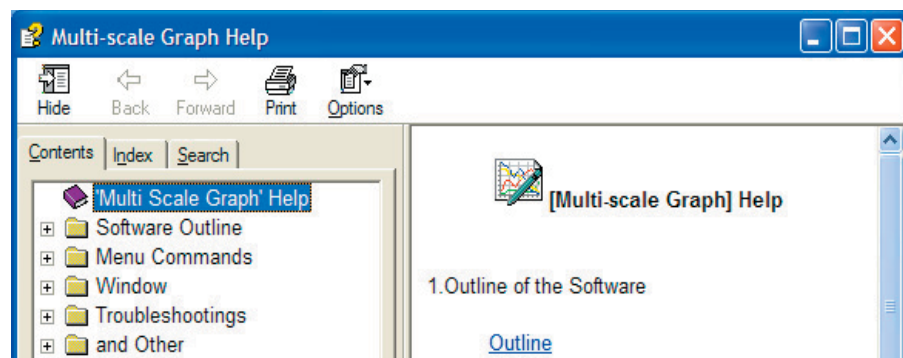 Multi-scale Graph Help
Hide Back Forward Print Options
Contents Index Search
'Multi Scale Graph' Help
Software Outline
Menu Commands
Window
Troubleshootings
and Other
[Multi-scale Graph] Help
1.Outline of the Software
Outline